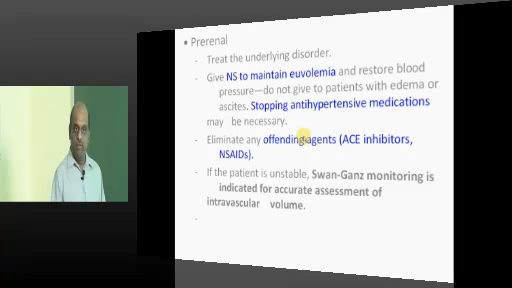 • Prerenal
- Treat the underlying disorder.
- Give NS to maintain euvolemia and restore blood
pressure—do not give to patients with edema or
ascites. Stopping antihypertensive medications
may be necessary.
- Eliminate any offending agents (ACE inhibitors,
NSAIDs).
- If the patient is unstable, Swan-Ganz monitoring is
indicated for accurate assessment of
intravascular volume.
-